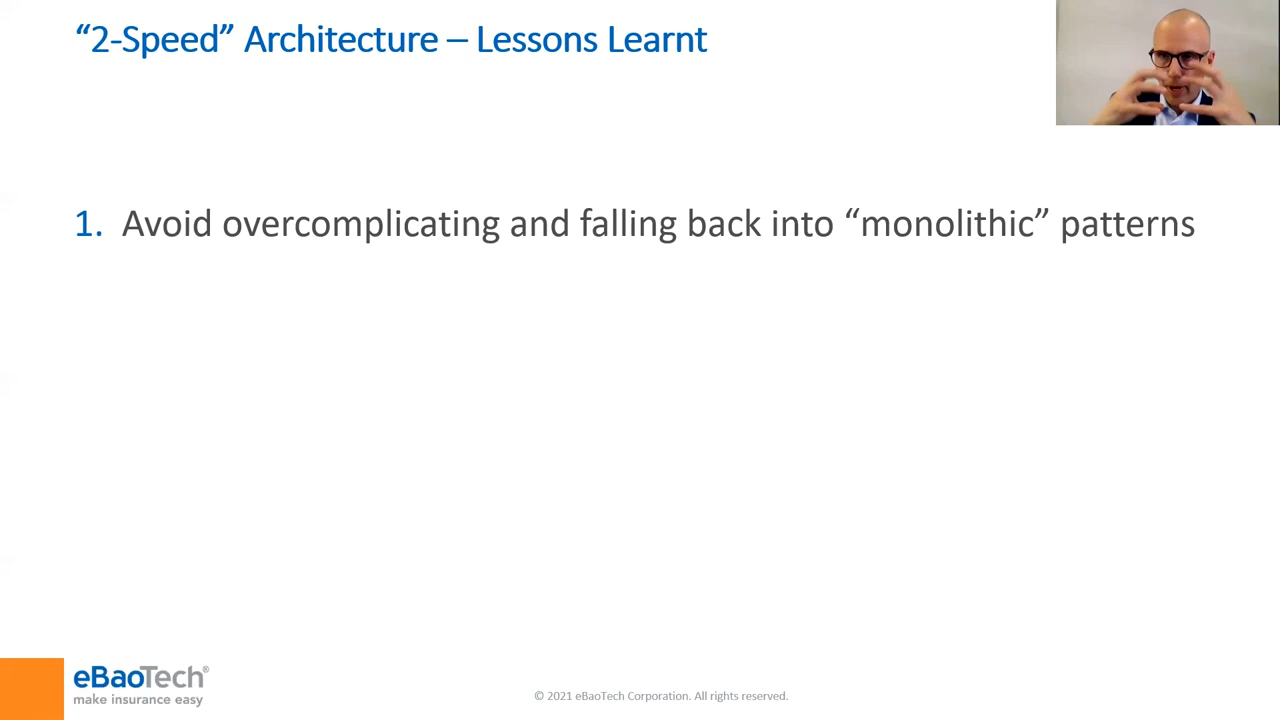 “2-Speed” Architecture – Lessons Learnt
1. Avoid overcomplicating and falling back into “monolithic” patterns
eBaoTech®
make insurance easy
© 2021 eBaoTech Corporation. All rights reserved.